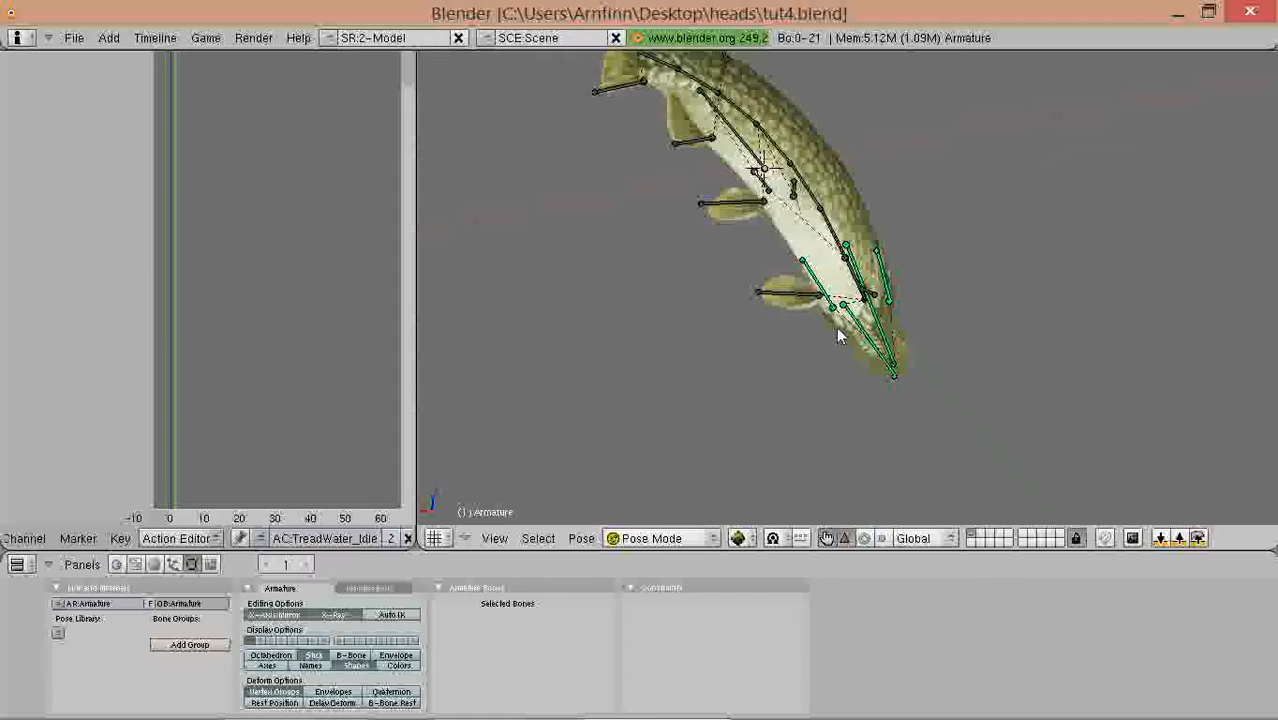 Blender [C:\Users\Arnfinn\Desktop\heads\tut4.blend]
File Add Timeline Game Render Help SR:2-Model SCE:Scene www.blender.org 249.2 Bo:0-21 | Mem:5.12M (1.09M) Armature
(1) Armature
-10 0 10 20 30 40 50 60
Channel Marker Key Action Editor AC:TreadWater_Idle 2 View Select Pose Pose Mode Global
Panels 1
Armature Armature Bones Constraints
AR:Armature F OB:Armature Editing Options Selected Bones
Pose Library: Bone Groups: X-Axis Mirror X-Ray Auto IK
Display Options
Add Group
Octahedron Stick B-Bone Envelope
Axes Names Shapes Colors
Deform Options
Vertex Groups Envelopes Quaternion
Rest Position Delay Deform B-Bone Rest